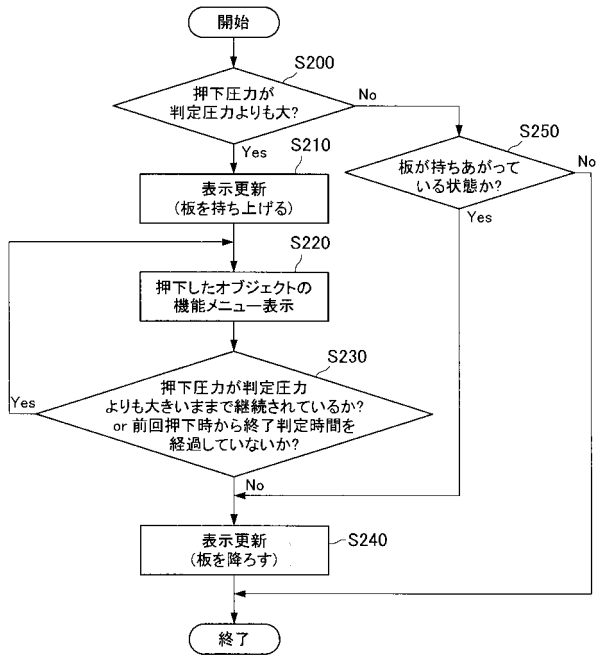 開始
S200
押下圧力が
判定圧力よりも大?
No
Yes
S250
板が持ちあがって
いる状態か?
No
Yes
S210
表示更新
(板を持ち上げる)
S220
押下したオブジェクトの
機能メニュー表示
S230
押下圧力が判定圧力
よりも大きいままで継続されているか?
or 前回押下時から終了判定時間を
経過していないか?
Yes
No
表示更新
(板を降ろす)
S240
終了